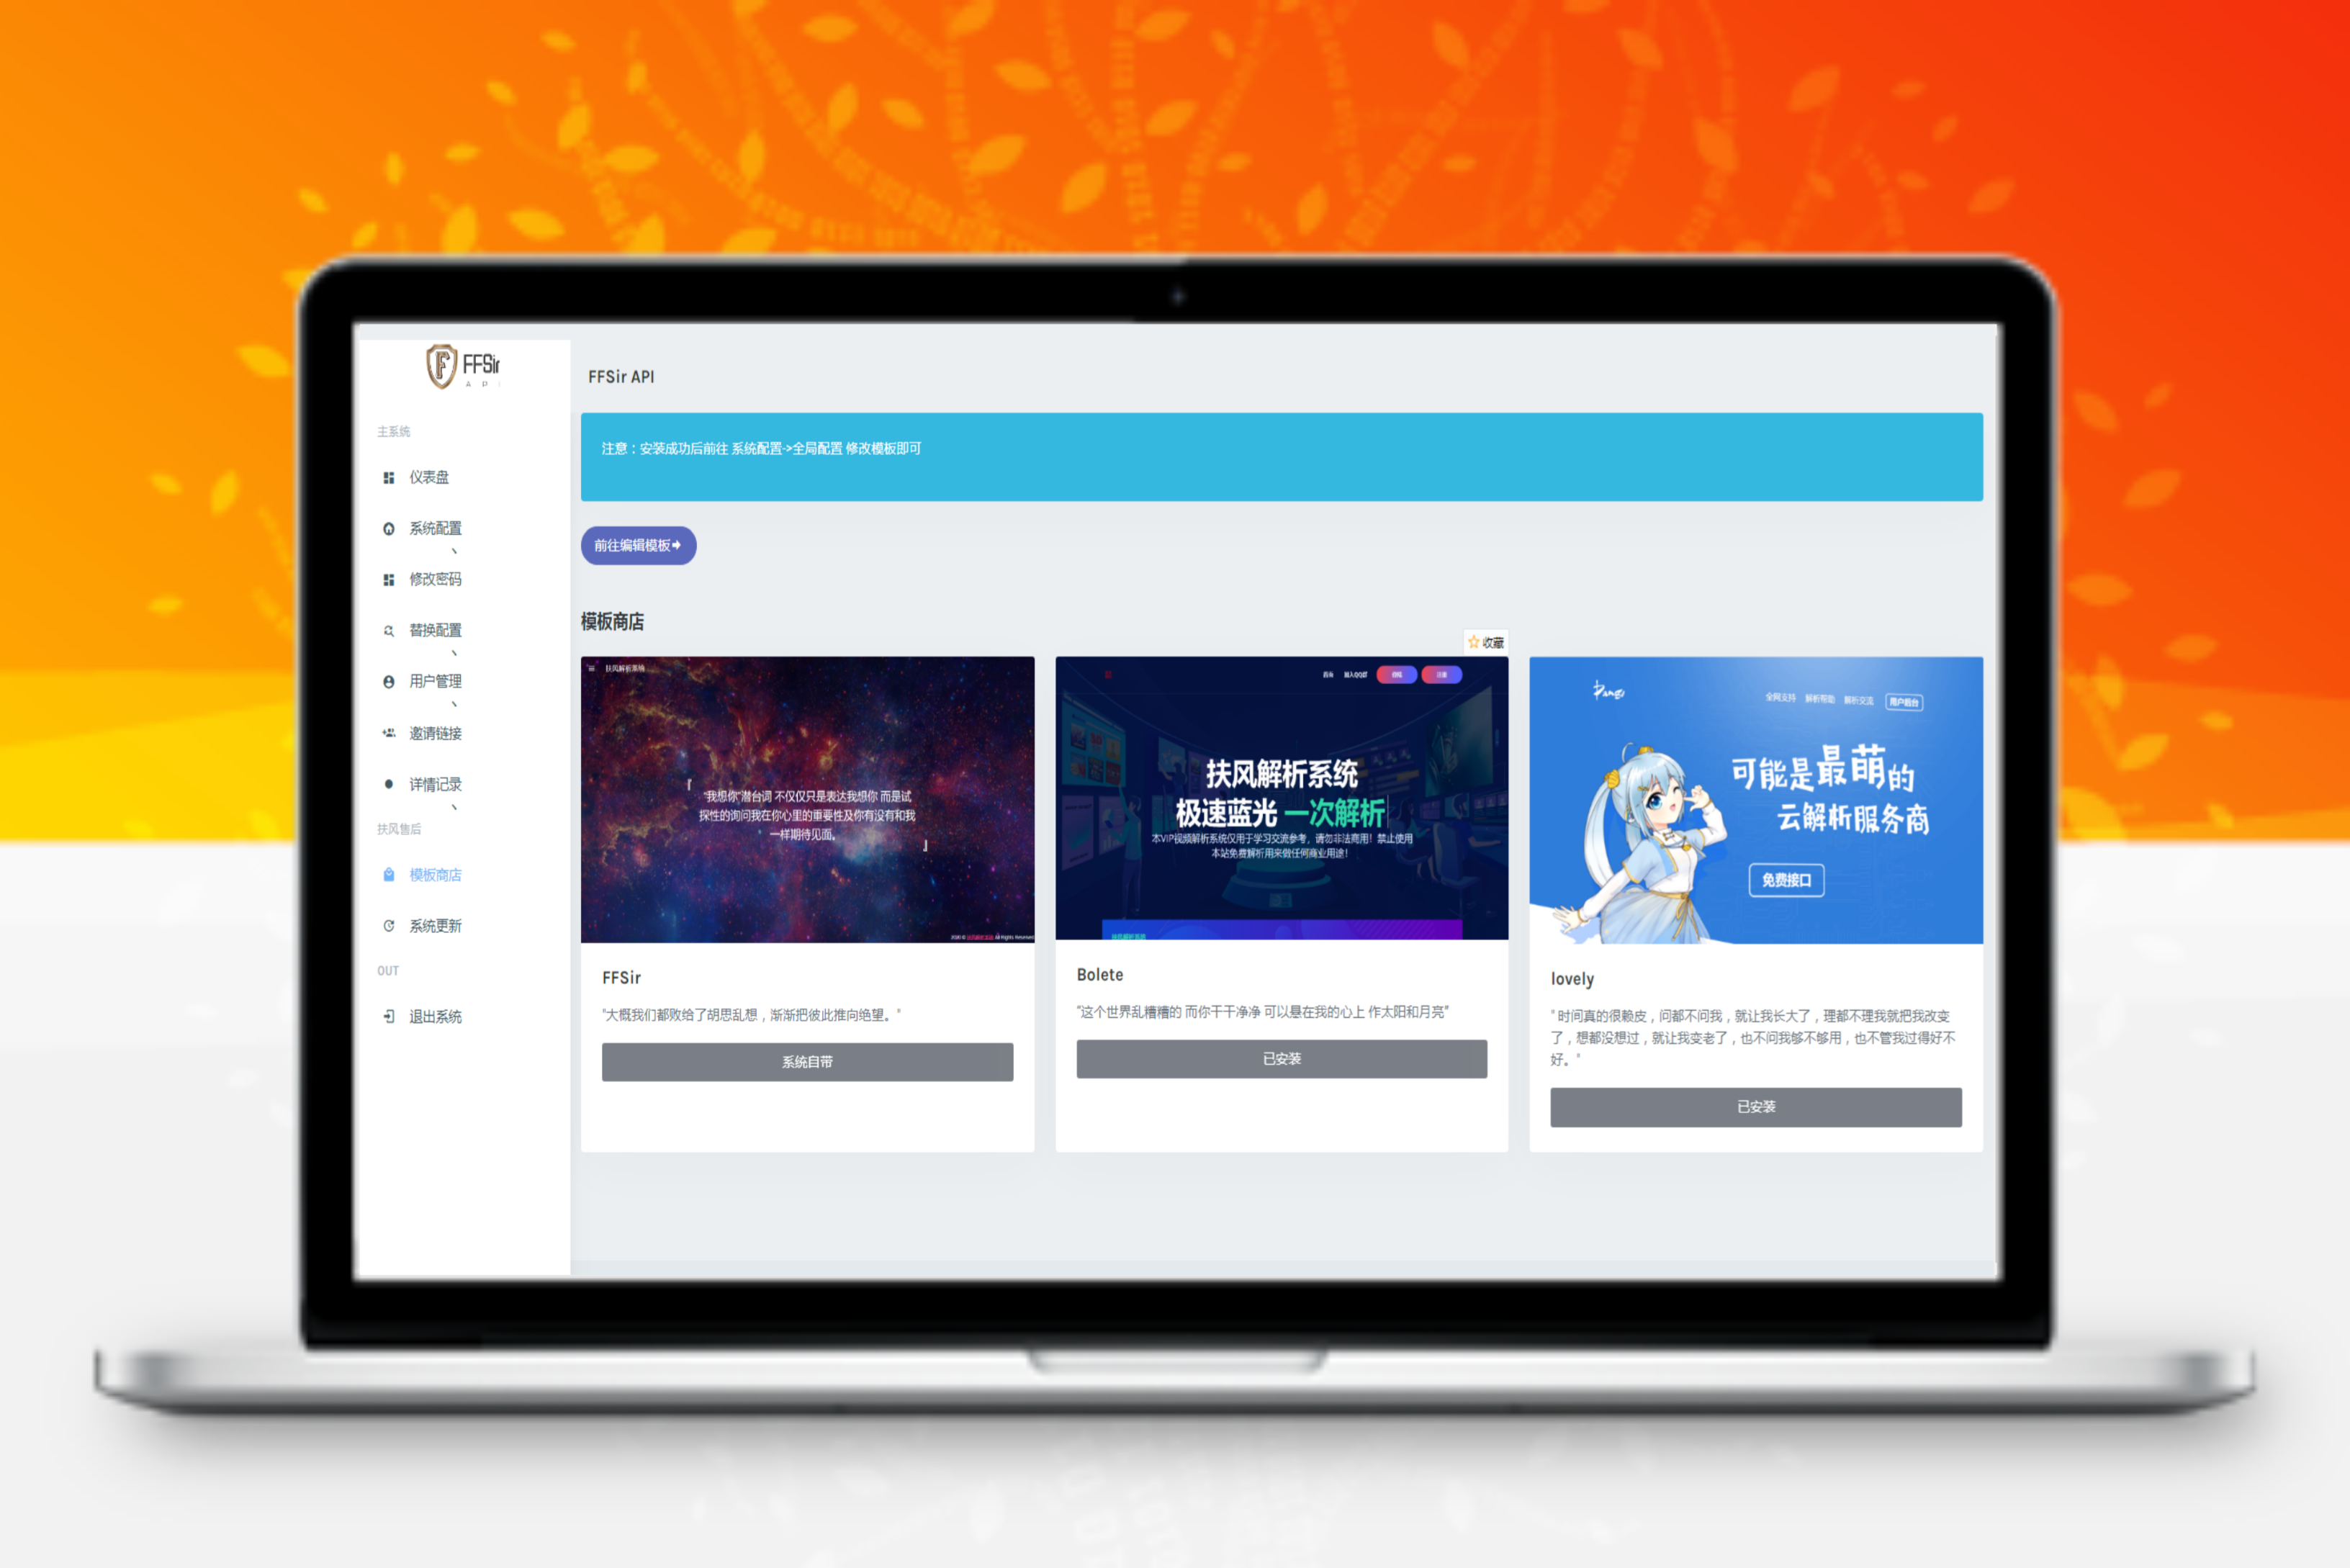 FFSir
A P I
FFSir API
主系统
仪表盘
系统配置
修改密码
替换配置
用户管理
邀请链接
详情记录
扶风售后
模板商店
系统更新
OUT
退出系统
注意：安装成功后前往 系统配置->全局配置 修改模板即可
前往编辑模板
模板商店
收藏
扶风解析系统
『
“我想你”潜台词 不仅仅只是表达我想你 而是试
探性的询问我在你心里的重要性及你有没有和我
一样期待见面。
』
FFSir
"大概我们都败给了胡思乱想，渐渐把彼此推向绝望。"
系统自带
首页 加入QQ群 登陆 注册
扶风解析系统
极速蓝光 一次解析
本VIP视频解析系统仅用于学习交流参考，请勿非法商用！禁止使用
本站免费解析用来做任何商业用途！
Bolete
"这个世界乱糟糟的 而你干干净净 可以悬在我的心上 作太阳和月亮"
已安装
全网支持 解析帮助 解析交流 用户后台
可能是最萌的
云解析服务商
免费接口
lovely
" 时间真的很赖皮，问都不问我，就让我长大了，理都不理我就把我改变
了，想都没想过，就让我变老了，也不问我够不够用，也不管我过得好不
好。"
已安装